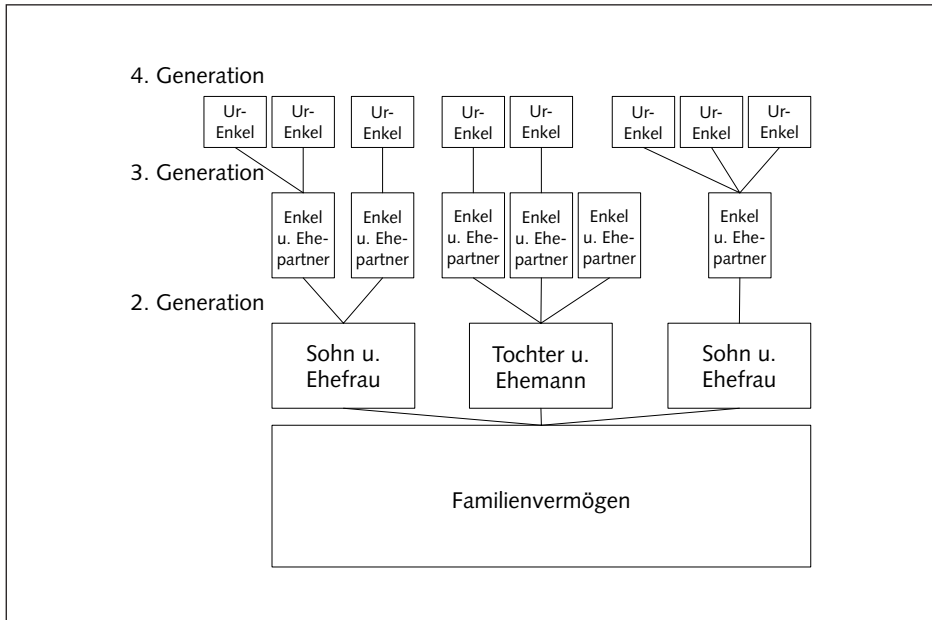 4. Generation
Ur-
Enkel
Ur-
Enkel
Ur-
Enkel
Ur-
Enkel
Ur-
Enkel
Ur-
Enkel
Ur-
Enkel
Ur-
Enkel
3. Generation
Enkel
u. Ehe-
partner
Enkel
u. Ehe-
partner
Enkel
u. Ehe-
partner
Enkel
u. Ehe-
partner
Enkel
u. Ehe-
partner
Enkel
u. Ehe-
partner
2. Generation
Sohn u.
Ehefrau
Tochter u.
Ehemann
Sohn u.
Ehefrau
Familienvermögen